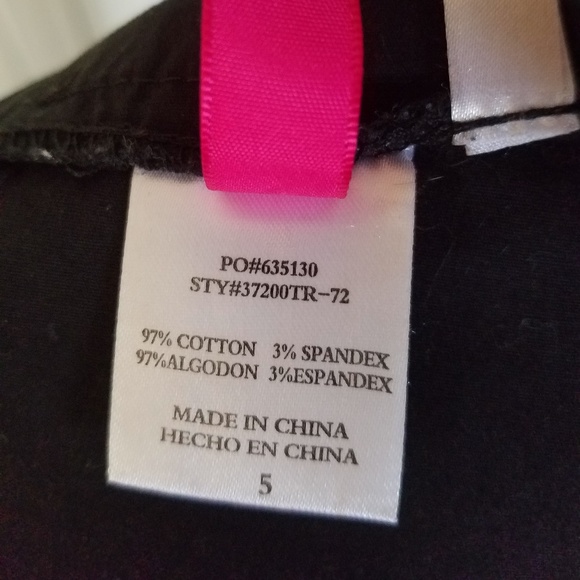 PO#635130
STY#37200TR-72
97% COTTON 3% SPANDEX
97%ALGODON 3%ESPANDEX
MADE IN CHINA
HECHO EN CHINA
5